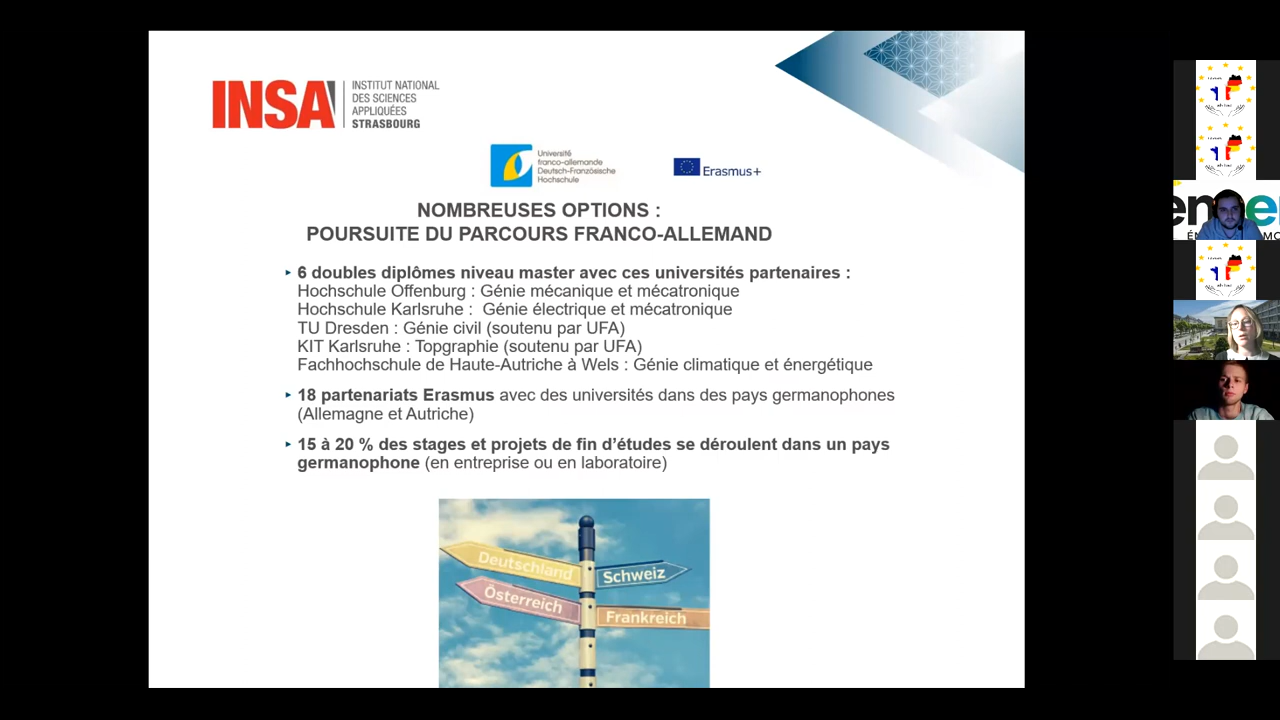 INSA
INSTITUT NATIONAL
DES SCIENCES
APPLIQUÉES
STRASBOURG
Université
franco-allemande
Deutsch-Französische
Hochschule
Erasmus+
NOMBREUSES OPTIONS :
POURSUITE DU PARCOURS FRANCO-ALLEMAND
6 doubles diplômes niveau master avec ces universités partenaires :
Hochschule Offenburg : Génie mécanique et mécatronique
Hochschule Karlsruhe : Génie électrique et mécatronique
TU Dresden : Génie civil (soutenu par UFA)
KIT Karlsruhe : Topgraphie (soutenu par UFA)
Fachhochschule de Haute-Autriche à Wels : Génie climatique et énergétique
18 partenariats Erasmus avec des universités dans des pays germanophones
(Allemagne et Autriche)
15 à 20 % des stages et projets de fin d’études se déroulent dans un pays
germanophone (en entreprise ou en laboratoire)
Deutschland
Schweiz
Österreich
Frankreich